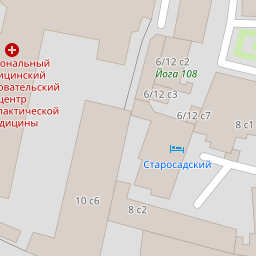 ональный
ицинский
овательский
центр
лактической
дицины
6/12 с2
Йога 108
6/12 с3
6/12 с7
8 с1
Старосадский
10 с6
8 с2